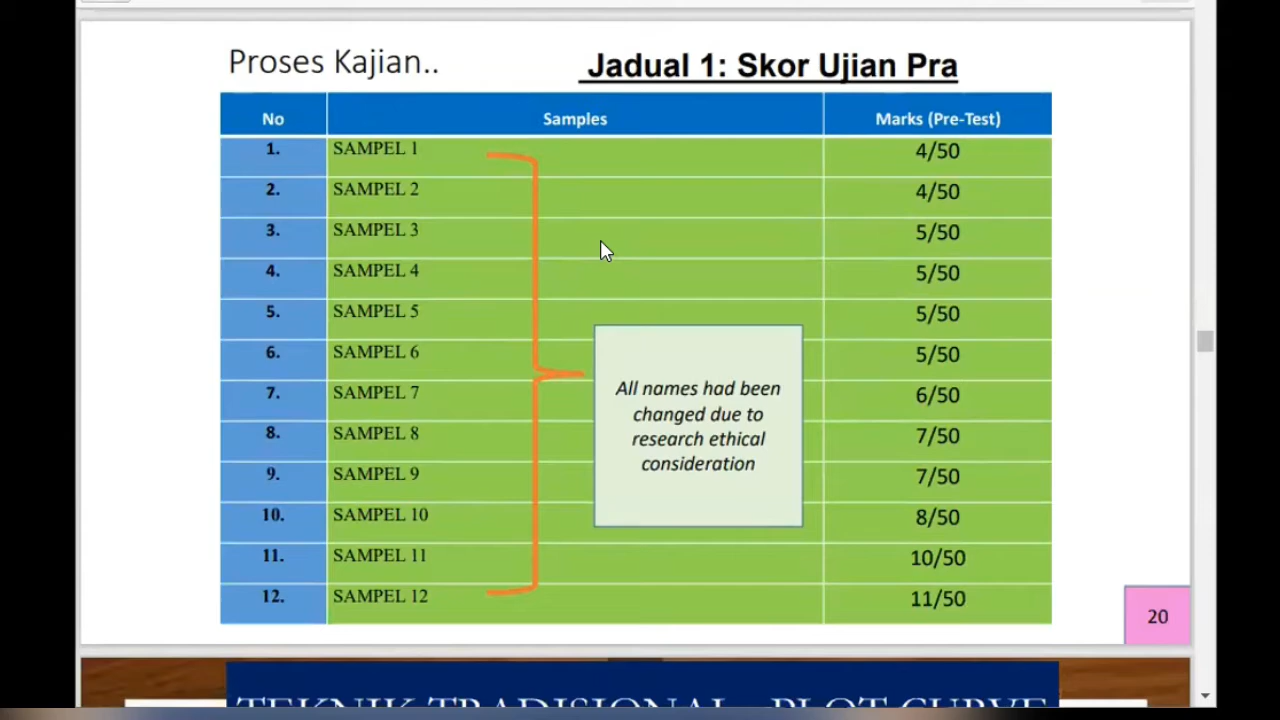 Proses Kajian..
Jadual 1: Skor Ujian Pra
No Samples Marks (Pre-Test)
1. SAMPEL 1 4/50
2. SAMPEL 2 4/50
3. SAMPEL 3 5/50
4. SAMPEL 4 5/50
5. SAMPEL 5 5/50
6. SAMPEL 6 5/50
7. SAMPEL 7 6/50
8. SAMPEL 8 7/50
9. SAMPEL 9 7/50
10. SAMPEL 10 8/50
11. SAMPEL 11 10/50
12. SAMPEL 12 11/50
All names had been
changed due to
research ethical
consideration
20
TEKNIK TRADISIONAL PLOT CURVE